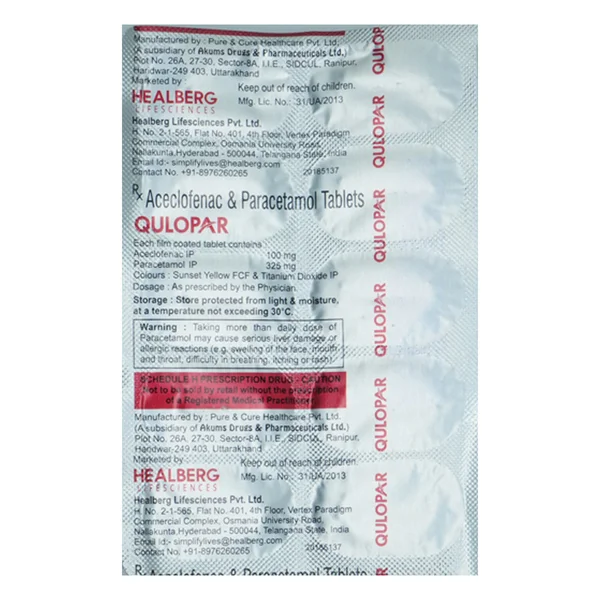 Manufactured by : Pure & Cure Healthcare Pvt. Ltd.
(A subsidiary of Akums Drugs & Pharmaceuticals Ltd.)
Plot No. 26A, 27-30, Sector-8A, I.I.E., SIDCUL, Ranipur,
Haridwar-249 403, Uttarakhand
Marketed by :
Keep out of reach of children.
HEALBERG
Mfg. Lic. No.: 31/UA/2013
LIFESCIENCES
Healberg Lifesciences Pvt. Ltd.
H. No. 2-1-565, Flat No. 401, 4th Floor, Vertex Paradigm
Commercial Complex, Osmania University Road,
Nallakunta,Hyderabad - 500044, Telangana State, India
Email Id:- simplifylives@healberg.com
Contact No. +91-8976260265
20185137
Rx Aceclofenac & Paracetamol Tablets
QULOPAR
Each film coated tablet contains
Aceclofenac IP 100 mg
Paracetamol IP 325 mg
Colours : Sunset Yellow FCF & Titanium Dioxide IP
Dosage : As prescribed by the Physician.
Storage : Store protected from light & moisture,
at a temperature not exceeding 30°C.
Warning : Taking more than daily dose of
Paracetamol may cause serious liver damage or
allergic reactions (e.g. swelling of the face, mouth
and throat, difficulty in breathing, itching or rash).
SCHEDULE H PRESCRIPTION DRUG - CAUTION
Not to be sold by retail without the prescription
of a Registered Medical Practitioner.
Manufactured by : Pure & Cure Healthcare Pvt. Ltd.
(A subsidiary of Akums Drugs & Pharmaceuticals Ltd.)
Plot No. 26A, 27-30, Sector-8A, I.I.E., SIDCUL, Ranipur,
Haridwar-249 403, Uttarakhand
Marketed by :
Keep out of reach of children.
HEALBERG
Mfg. Lic. No.: 31/UA/2013
LIFESCIENCES
Healberg Lifesciences Pvt. Ltd.
H. No. 2-1-565, Flat No. 401, 4th Floor, Vertex Paradigm
Commercial Complex, Osmania University Road,
Nallakunta,Hyderabad - 500044, Telangana State, India
Email Id:- simplifylives@healberg.com
Contact No. +91-8976260265
20185137
Rx Aceclofenac & Paracetamol Tablets
QULOPAR
QULOPAR
QULOPAR
QULOPAR
QULOPAR
QULOPAR